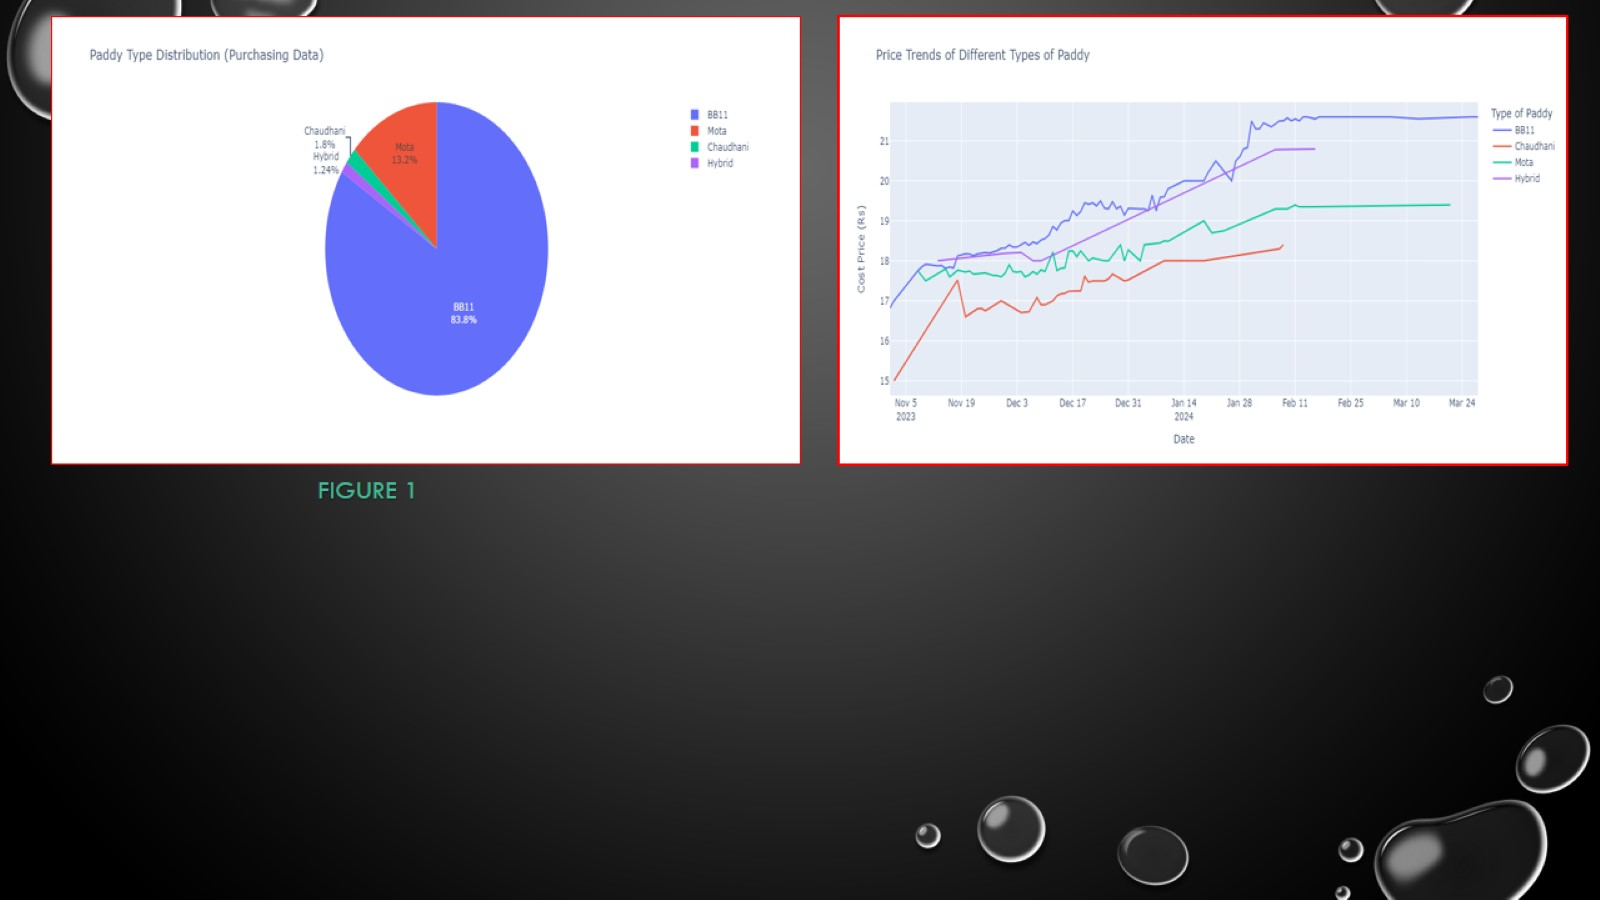 Paddy Type Distribution (Purchasing Data)
Chaudhani
1.8%
Hybrid
1.24%
Mota
13.2%
BB11
83.8%
BB11
Mota
Chaudhani
Hybrid
FIGURE 1
Price Trends of Different Types of Paddy
Cost Price (Rs)
21
20
19
18
17
16
15
Nov 5 Nov 19 Dec 3 Dec 17 Dec 31 Jan 14 Jan 28 Feb 11 Feb 25 Mar 10 Mar 24
2023 2024
Date
Type of Paddy
BB11
Chaudhani
Mota
Hybrid